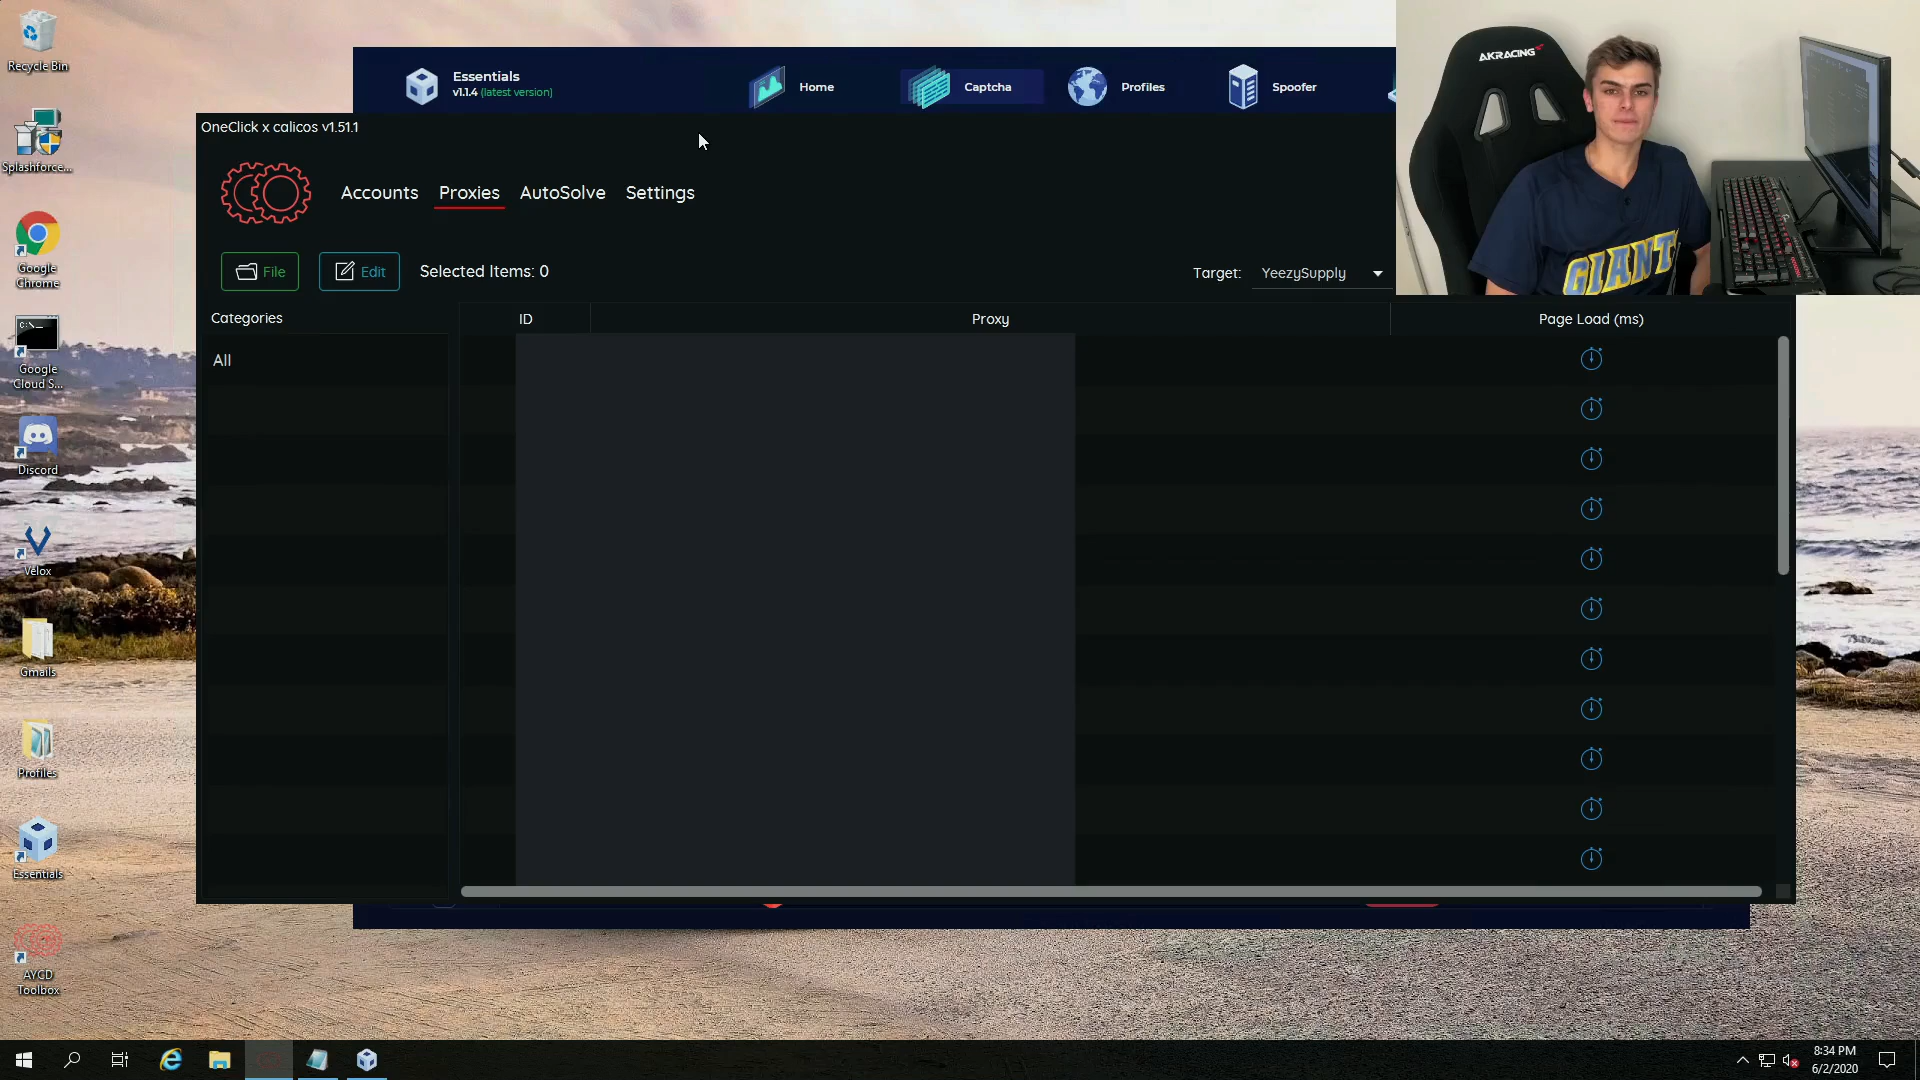 Recycle Bin
Splashforce...
Google
Chrome
Google
Cloud S...
Discord
Velox
Gmails
Profiles
Essentials
AYCD
Toolbox
Essentials
v1.1.4 (latest version)
Home
Captcha
Profiles
Spoofer
OneClick x calicos v1.51.1
Accounts
Proxies
AutoSolve
Settings
File
Edit
Selected Items: 0
Target: YeezySupply
Categories
ID
Proxy
Page Load (ms)
All
AKRACING
GIANT
8:34 PM
6/2/2020